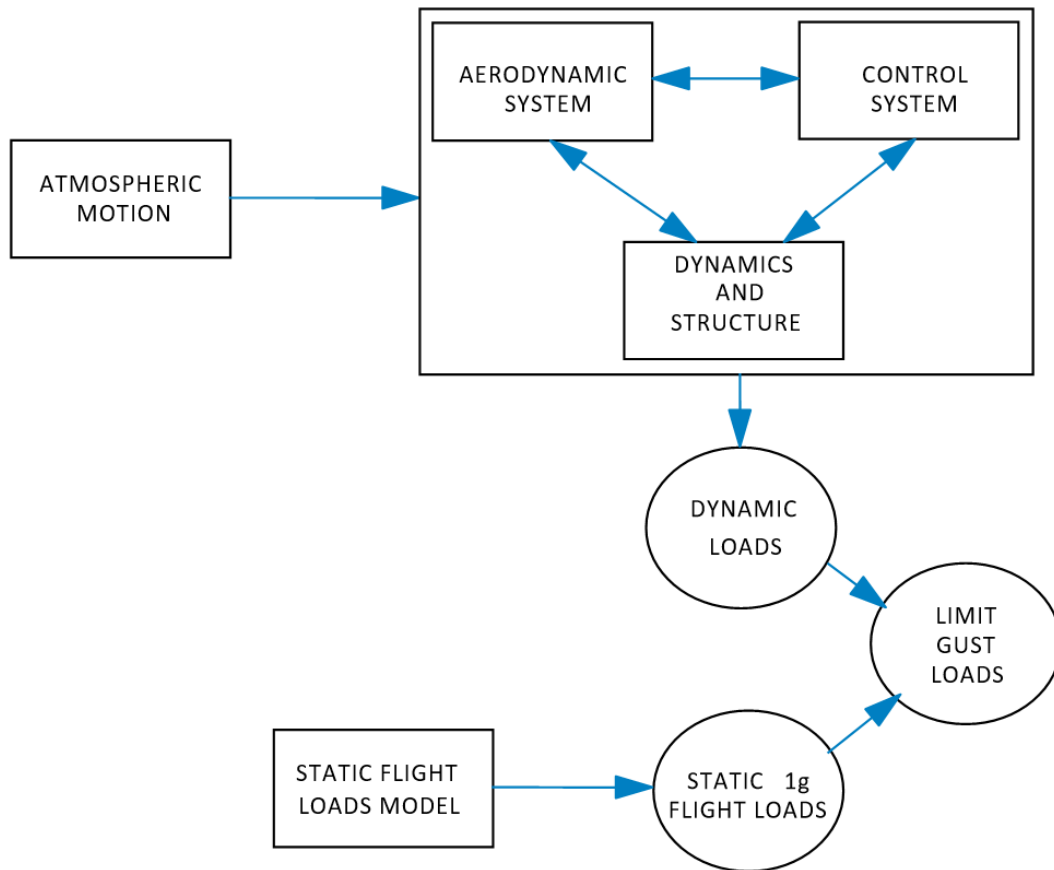 AERODYNAMIC
SYSTEM
CONTROL
SYSTEM
ATMOSPHERIC
MOTION
DYNAMICS
AND
STRUCTURE
DYNAMIC
LOADS
LIMIT
GUST
LOADS
STATIC FLIGHT
LOADS MODEL
STATIC 1g
FLIGHT LOADS